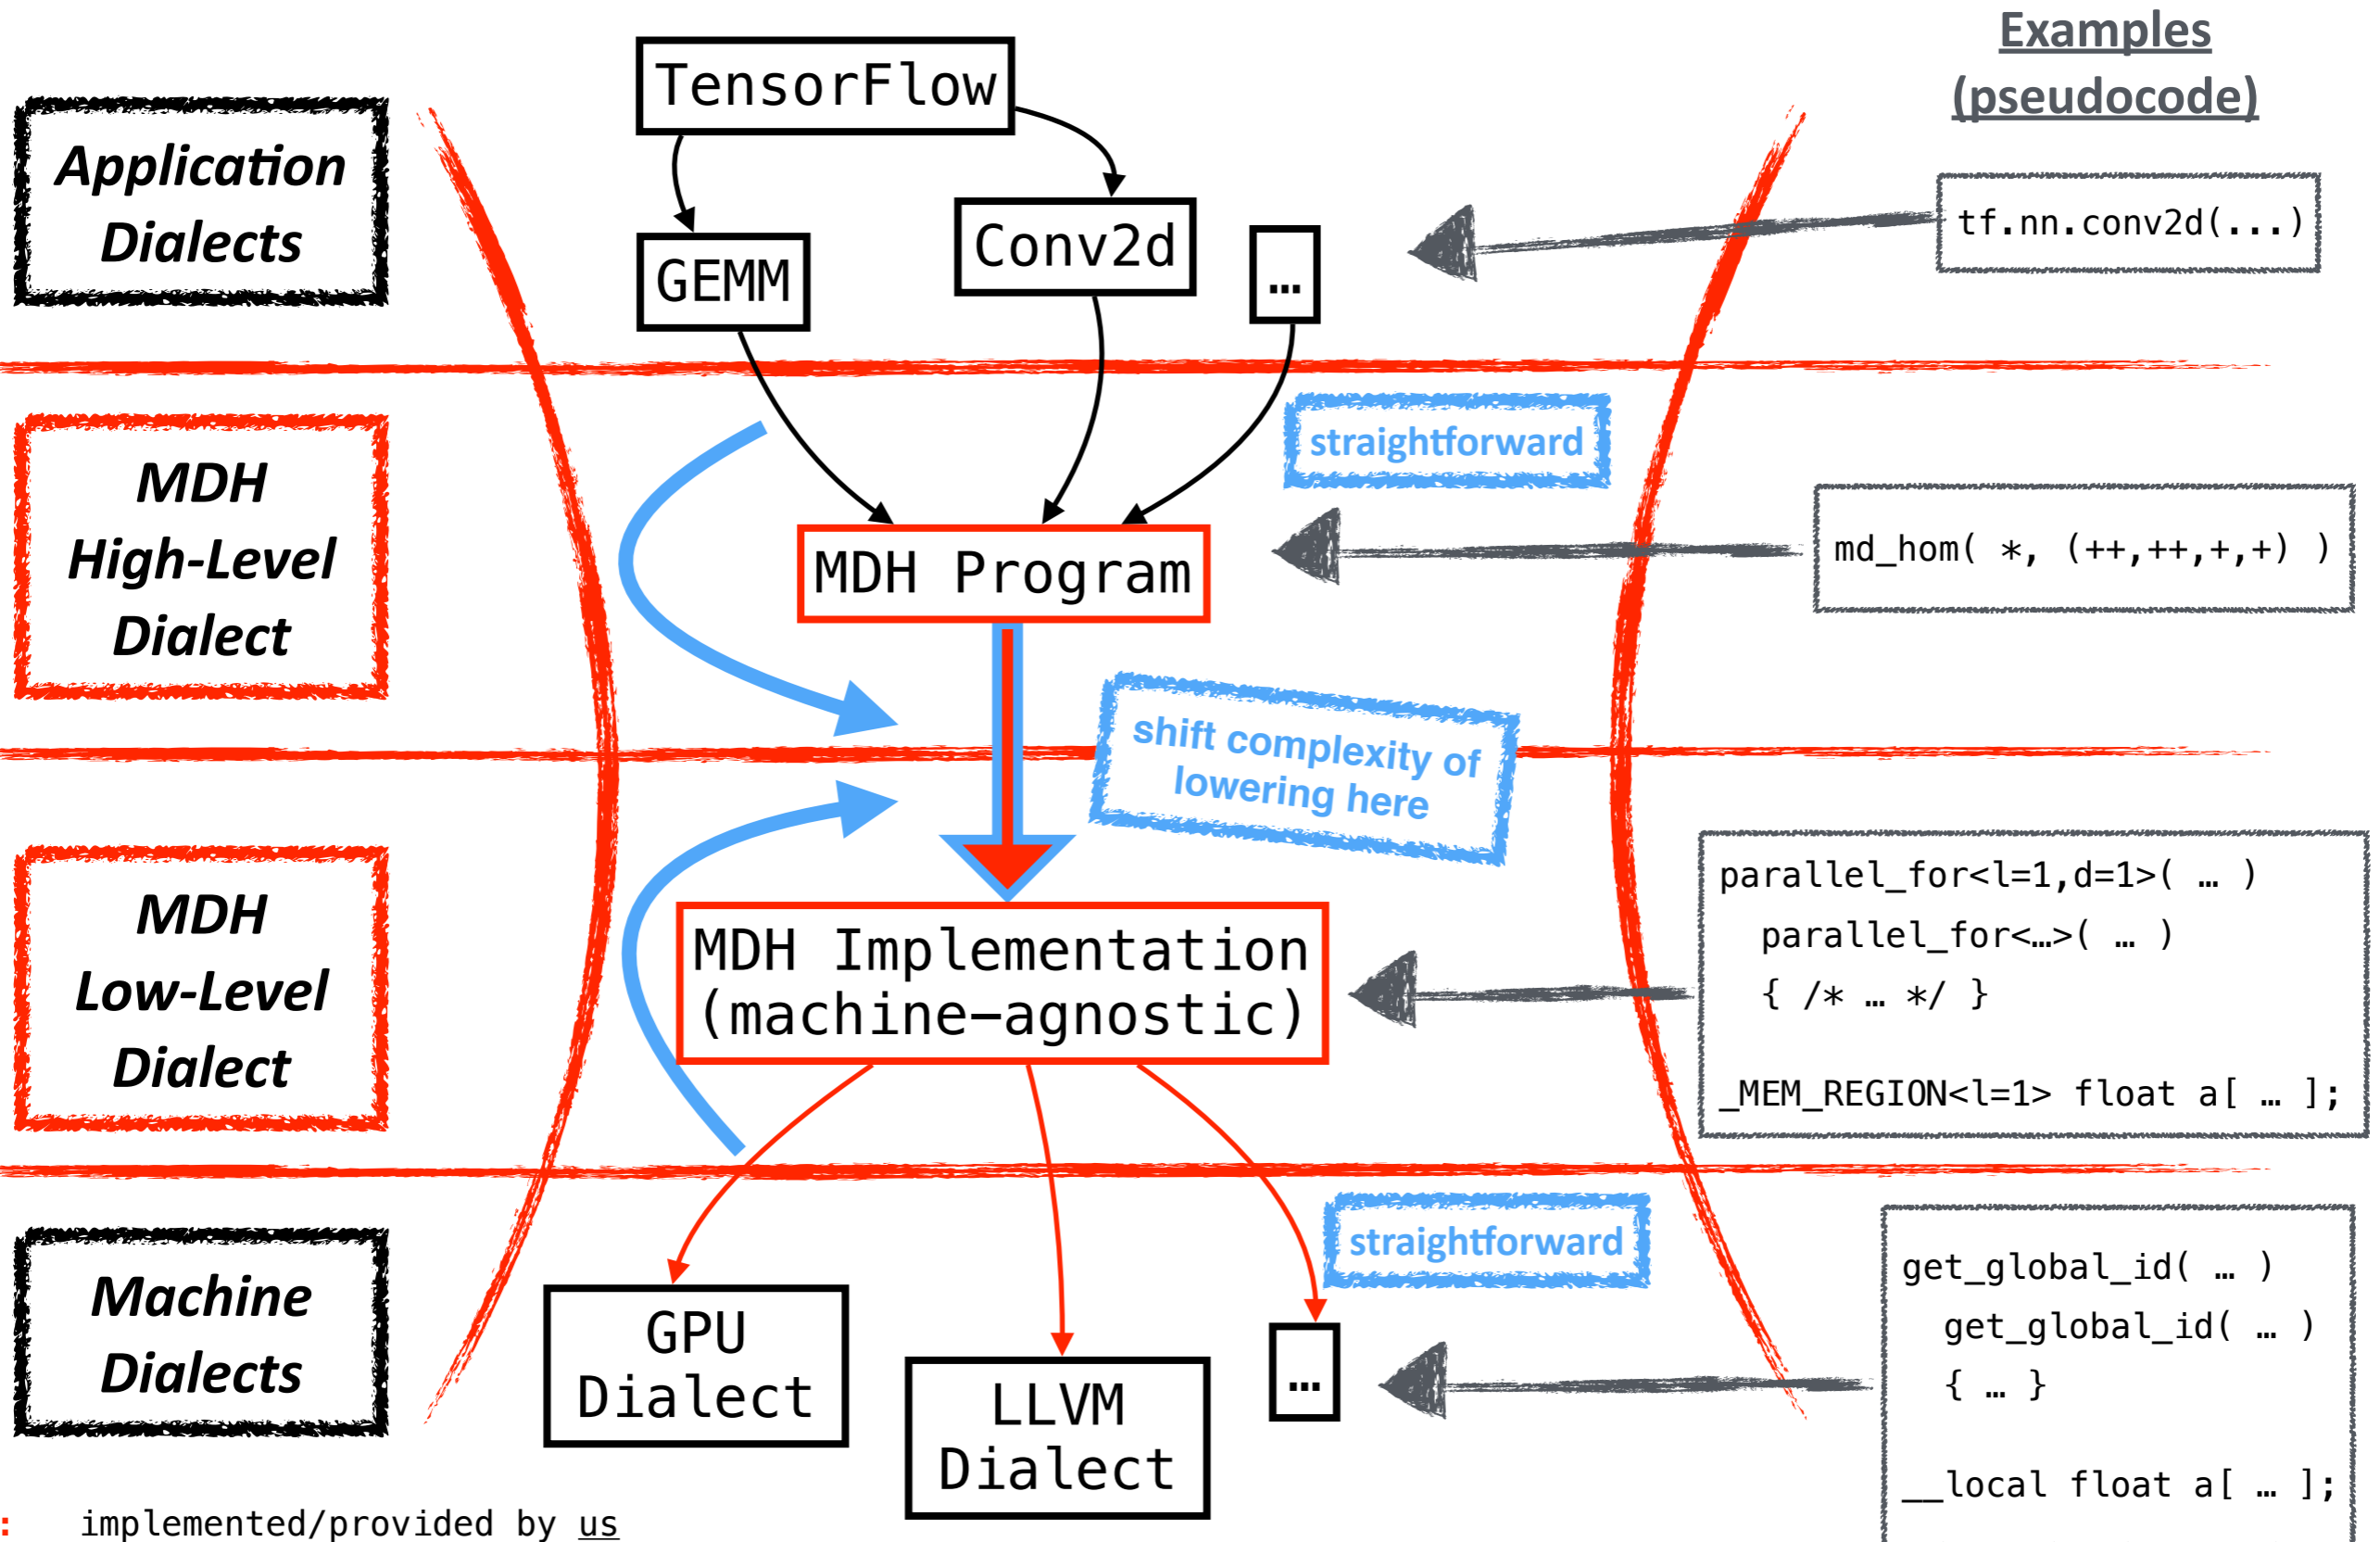 Examples
(pseudocode)
TensorFlow
Application
Dialects
tf.nn.conv2d(...)
Conv2d
GEMM
…
straightforward
MDH
High-Level
Dialect
MDH Program
md_hom( *, (++,++,+,+) )
shift complexity of
lowering here
MDH
Low-Level
Dialect
MDH Implementation
(machine-agnostic)
parallel_for<l=1,d=1>( … )
parallel_for<…>( … )
{ /* … */ }
_MEM_REGION<l=1> float a[ … ];
straightforward
Machine
Dialects
GPU
Dialect
LLVM
Dialect
…
get_global_id( … )
get_global_id( … )
{ … }
__local float a[ … ];
: implemented/provided by us